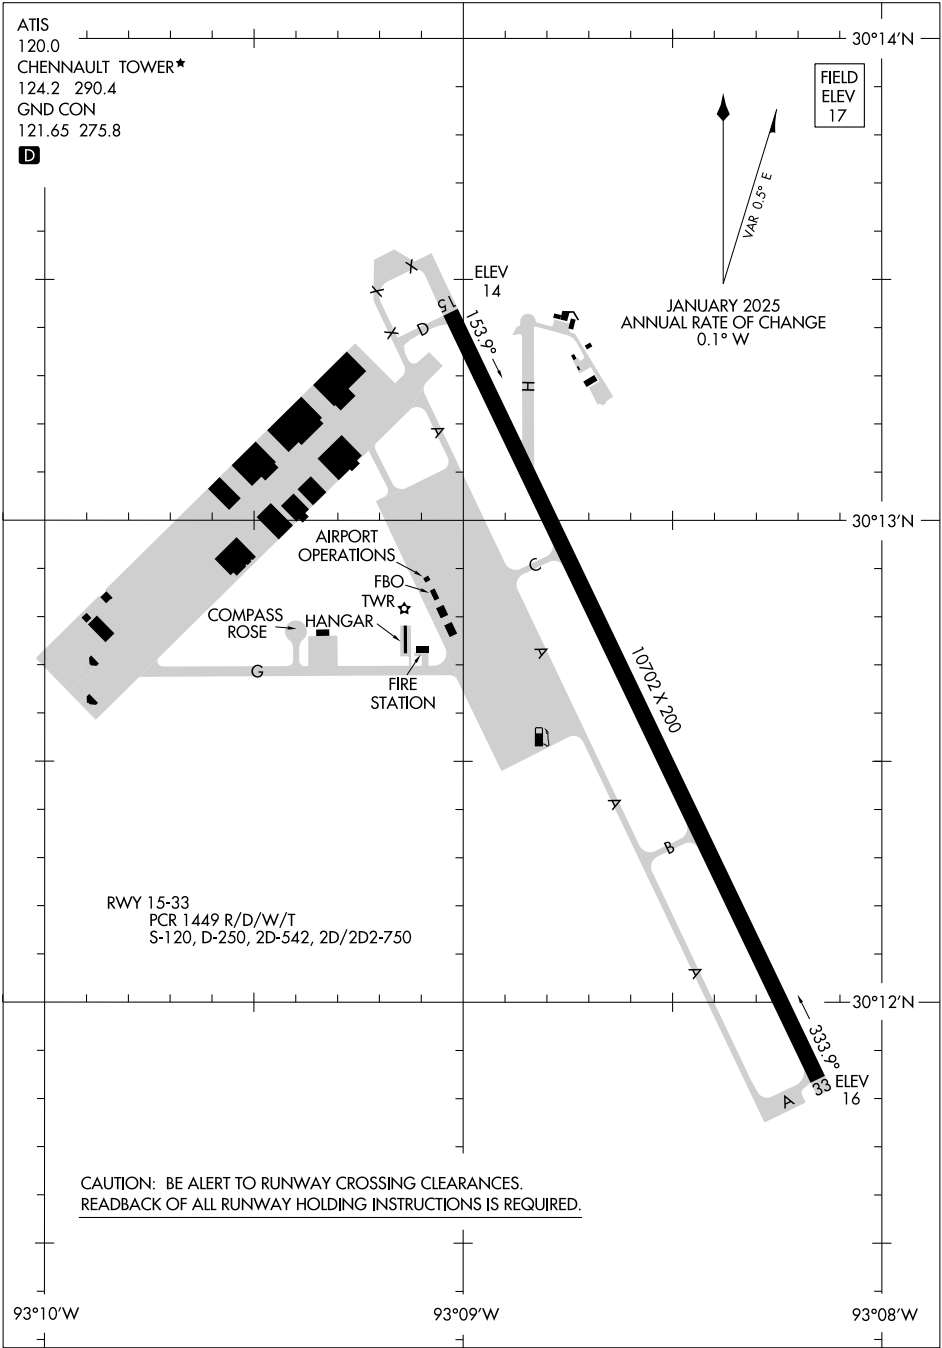 ATIS
120.0
CHENNAULT TOWER★
124.2 290.4
GND CON
121.65 275.8
D
30°14'N
FIELD
ELEV
17
VAR 0.5° E
JANUARY 2025
ANNUAL RATE OF CHANGE
0.1° W
X
X
X
D
15
ELEV
14
153.9°
H
A
30°13'N
C
AIRPORT
OPERATIONS
FBO
TWR
HANGAR
COMPASS
ROSE
FIRE
STATION
G
A
10702 X 200
A
B
RWY 15-33
PCR 1449 R/D/W/T
S-120, D-250, 2D-542, 2D/2D2-750
A
30°12'N
333.9°
33
ELEV
16
A
CAUTION: BE ALERT TO RUNWAY CROSSING CLEARANCES.
READBACK OF ALL RUNWAY HOLDING INSTRUCTIONS IS REQUIRED.
93°10'W
93°09'W
93°08'W